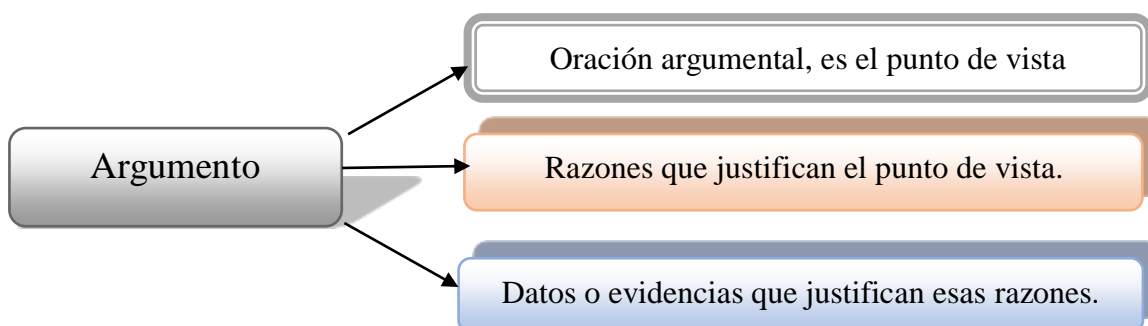 Oración argumental, es el punto de vista
Argumento
Razones que justifican el punto de vista.
Datos o evidencias que justifican esas razones.